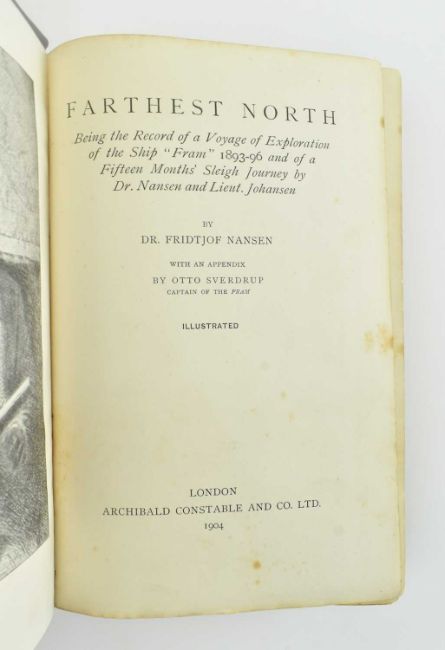 FARTHEST NORTH
Being the Record of a Voyage of Exploration
of the Ship "Fram" 1893-96 and of a
Fifteen Months' Sleigh Journey by
Dr. Nansen and Lieut. Johansen
BY
DR. FRIDTJOF NANSEN
WITH AN APPENDIX
BY OTTO SVERDRUP
CAPTAIN OF THE FRAM
ILLUSTRATED
LONDON
ARCHIBALD CONSTABLE AND CO. LTD.
1904